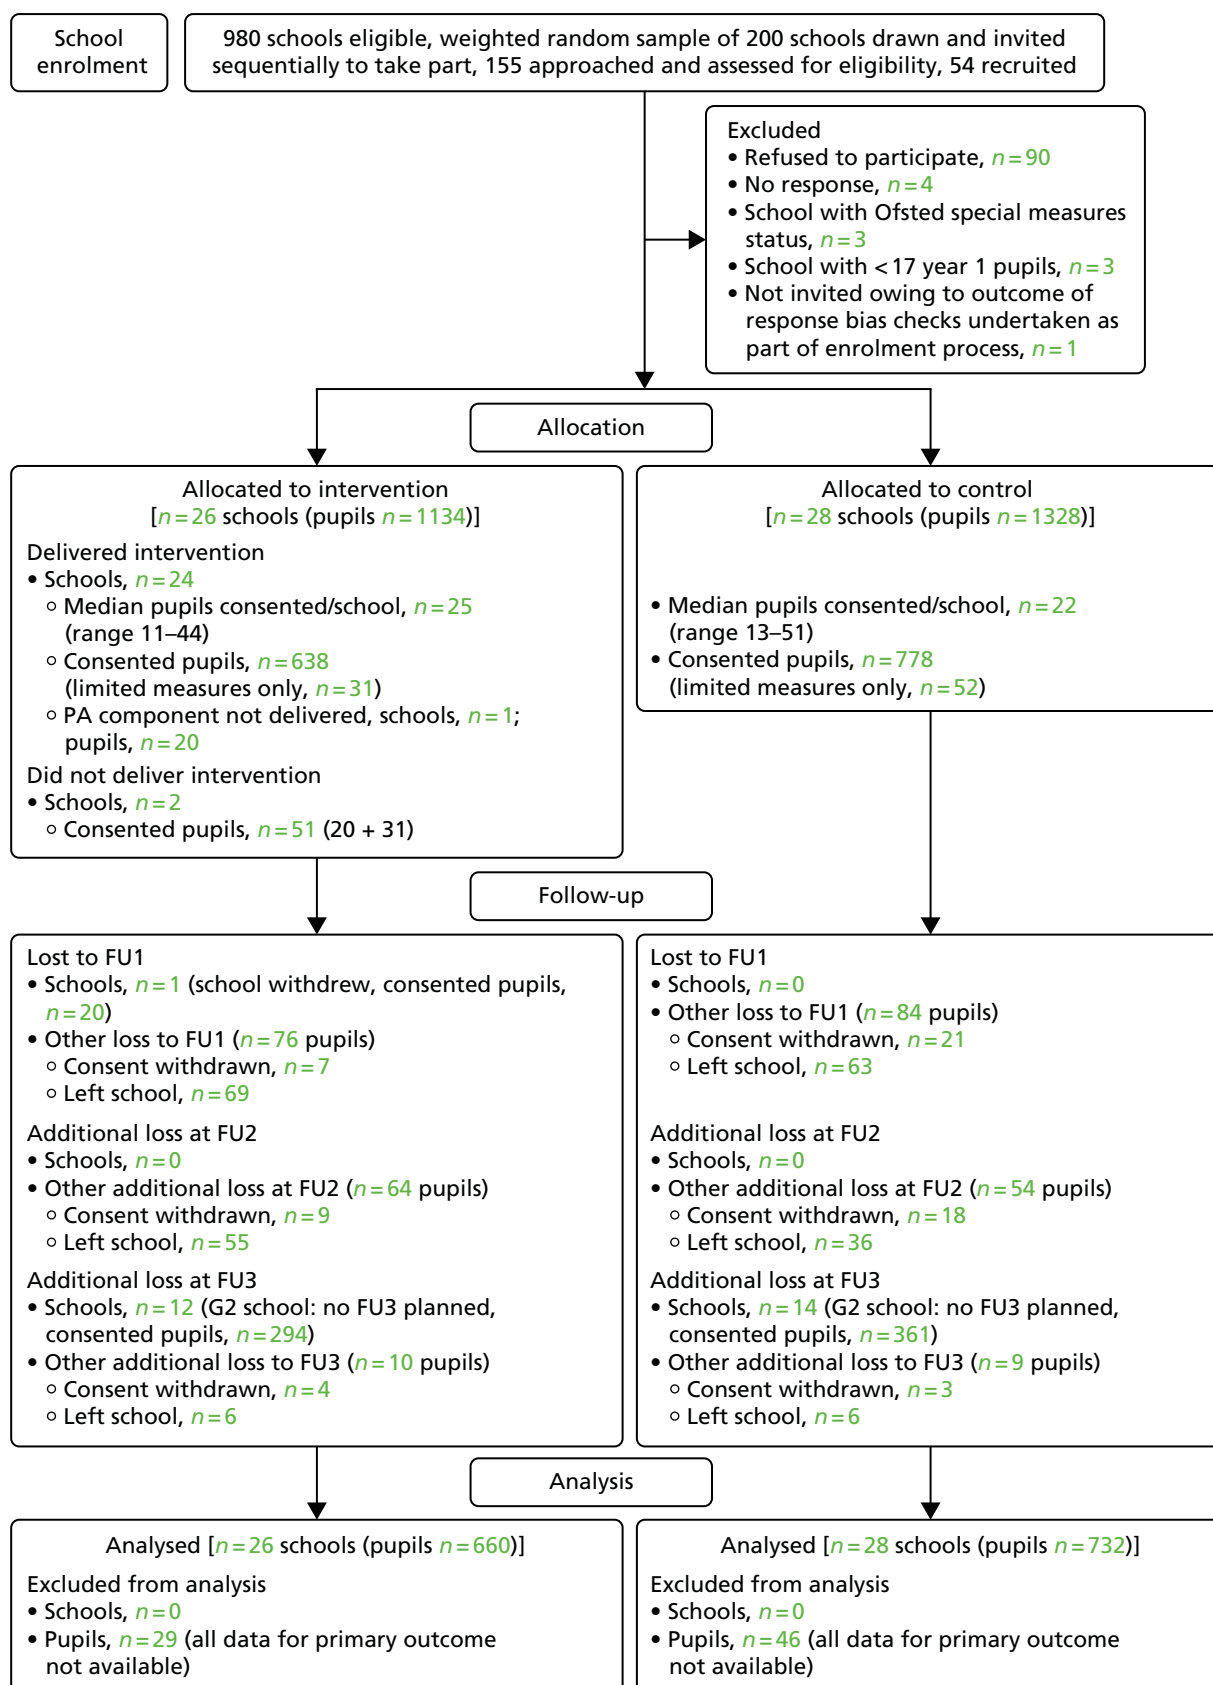 School
enrolment
980 schools eligible, weighted random sample of 200 schools drawn and invited
sequentially to take part, 155 approached and assessed for eligibility, 54 recruited
Excluded
• Refused to participate, n = 90
• No response, n = 4
• School with Ofsted special measures
status, n = 3
• School with < 17 year 1 pupils, n = 3
• Not invited owing to outcome of
response bias checks undertaken as
part of enrolment process, n = 1
Allocation
Allocated to intervention
[n = 26 schools (pupils n = 1134)]
Delivered intervention
• Schools, n = 24
○ Median pupils consented/school, n = 25
(range 11–44)
○ Consented pupils, n = 638
(limited measures only, n = 31)
○ PA component not delivered, schools, n = 1;
pupils, n = 20
Did not deliver intervention
• Schools, n = 2
○ Consented pupils, n = 51 (20 + 31)
Allocated to control
[n = 28 schools (pupils n = 1328)]
• Median pupils consented/school, n = 22
(range 13–51)
• Consented pupils, n = 778
(limited measures only, n = 52)
Follow-up
Lost to FU1
• Schools, n = 1 (school withdrew, consented pupils,
n = 20)
• Other loss to FU1 (n = 76 pupils)
○ Consent withdrawn, n = 7
○ Left school, n = 69
Additional loss at FU2
• Schools, n = 0
• Other additional loss at FU2 (n = 64 pupils)
○ Consent withdrawn, n = 9
○ Left school, n = 55
Additional loss at FU3
• Schools, n = 12 (G2 school: no FU3 planned,
consented pupils, n = 294)
• Other additional loss to FU3 (n = 10 pupils)
○ Consent withdrawn, n = 4
○ Left school, n = 6
Lost to FU1
• Schools, n = 0
• Other loss to FU1 (n = 84 pupils)
○ Consent withdrawn, n = 21
○ Left school, n = 63
Additional loss at FU2
• Schools, n = 0
• Other additional loss at FU2 (n = 54 pupils)
○ Consent withdrawn, n = 18
○ Left school, n = 36
Additional loss at FU3
• Schools, n = 14 (G2 school: no FU3 planned,
consented pupils, n = 361)
• Other additional loss to FU3 (n = 9 pupils)
○ Consent withdrawn, n = 3
○ Left school, n = 6
Analysis
Analysed [n = 26 schools (pupils n = 660)]
Excluded from analysis
• Schools, n = 0
• Pupils, n = 29 (all data for primary outcome
not available)
Analysed [n = 28 schools (pupils n = 732)]
Excluded from analysis
• Schools, n = 0
• Pupils, n = 46 (all data for primary outcome
not available)